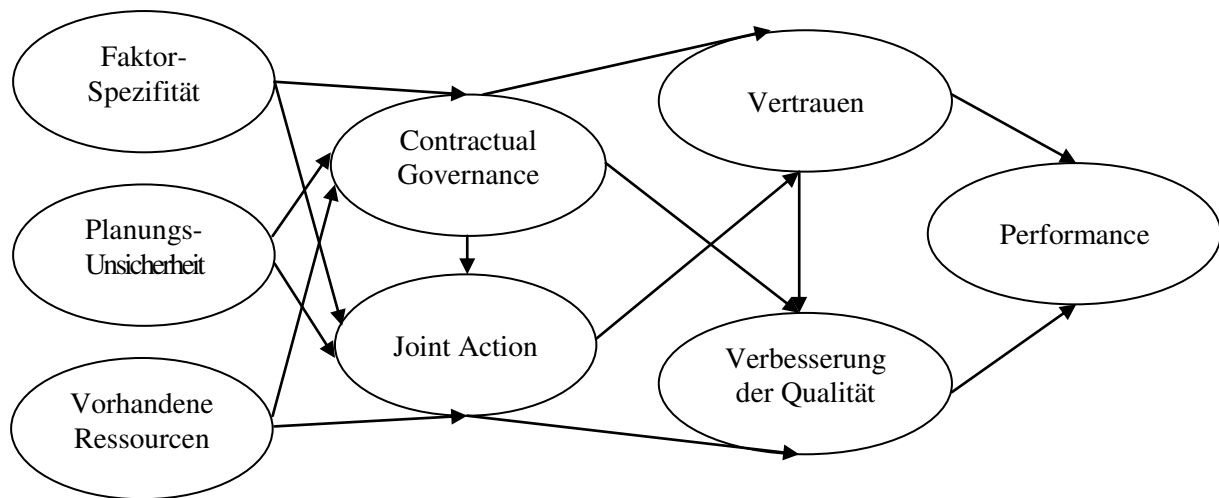 Faktor-
Spezifität
Planungs-
Unsicherheit
Vorhandene
Ressourcen
Contractual
Governance
Joint Action
Vertrauen
Verbesserung
der Qualität
Performance